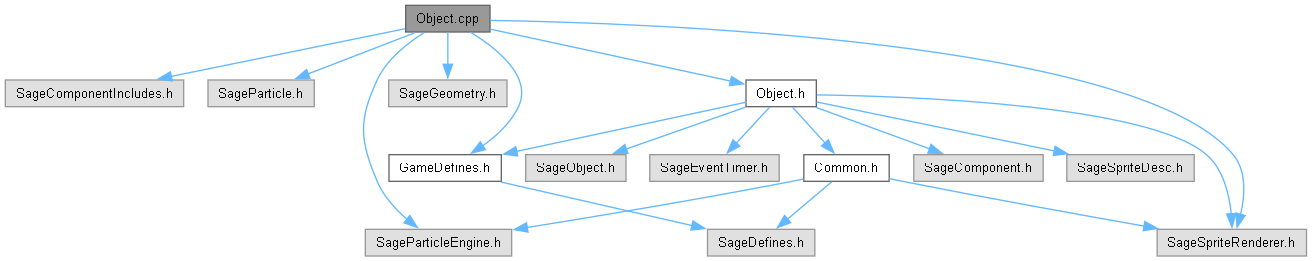 Object.cpp
SageComponentIncludes.h
SageParticle.h
SageGeometry.h
Object.h
GameDefines.h
SageObject.h
SageEventTimer.h
Common.h
SageComponent.h
SageSpriteDesc.h
SageParticleEngine.h
SageDefines.h
SageSpriteRenderer.h